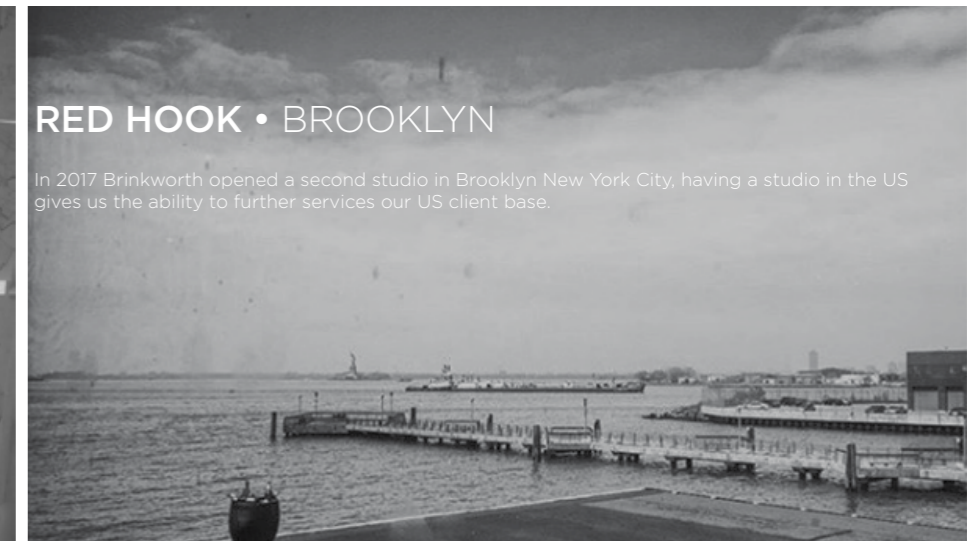 RED HOOK • BROOKLYN
In 2017 Brinkworth opened a second studio in Brooklyn New York City, having a studio in the US
gives us the ability to further services our US client base.